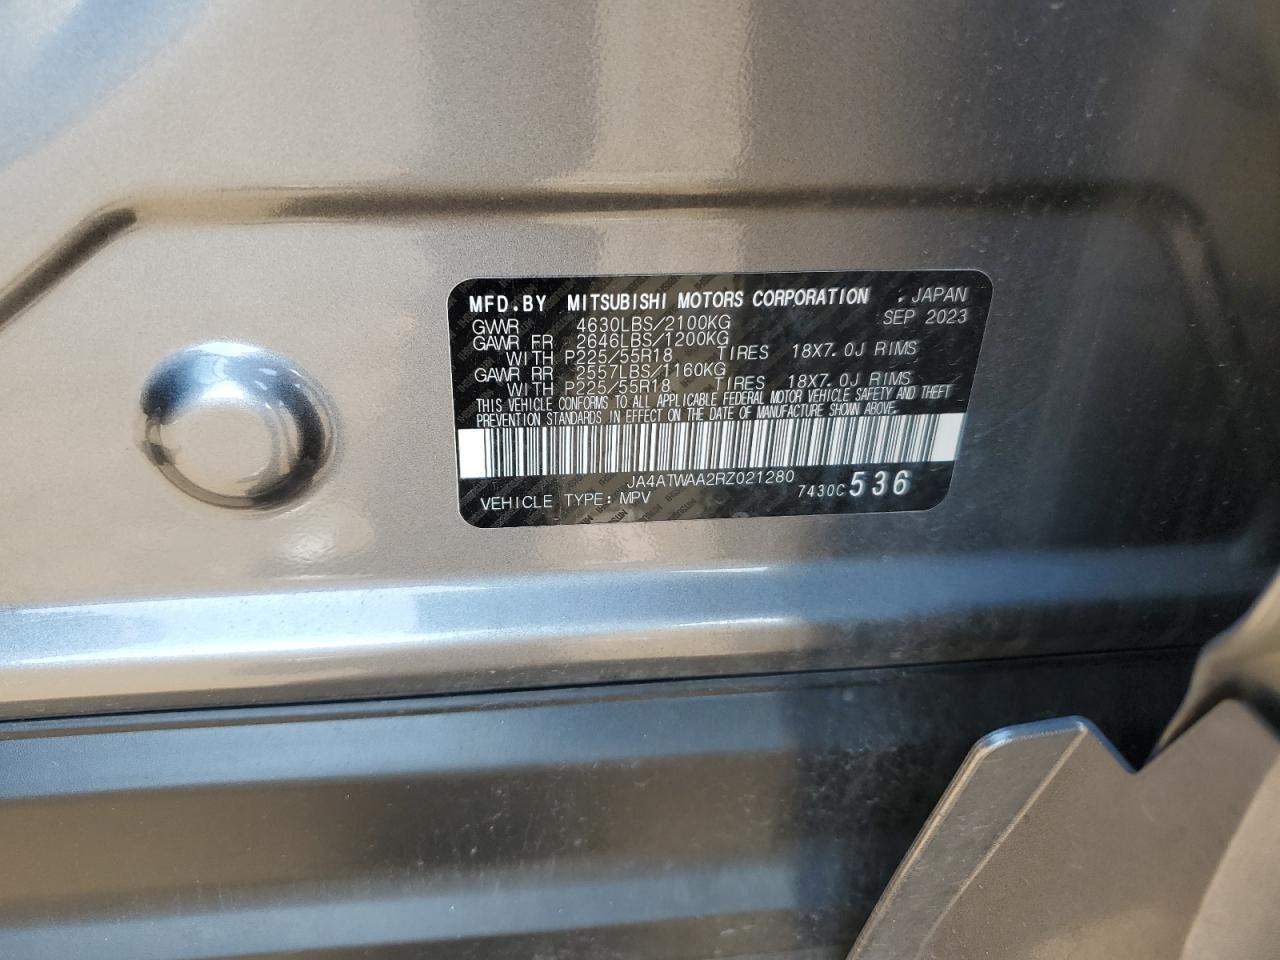 MFD.BY MITSUBISHI MOTORS CORPORATION . JAPAN
SEP 2023
GVWR 4630LBS/2100KG
GAWR FR 2646LBS/1200KG
WITH P225/55R18 TIRES 18X7.0J RIMS
GAWR RR 2557LBS/1160KG
WITH P225/55R18 TIRES 18X7.0J RIMS
THIS VEHICLE CONFORMS TO ALL APPLICABLE FEDERAL MOTOR VEHICLE SAFETY AND THEFT
PREVENTION STANDARDS IN EFFECT ON THE DATE OF MANUFACTURE SHOWN ABOVE.
JA4ATWAA2RZ021280
VEHICLE TYPE: MPV 7430C 536